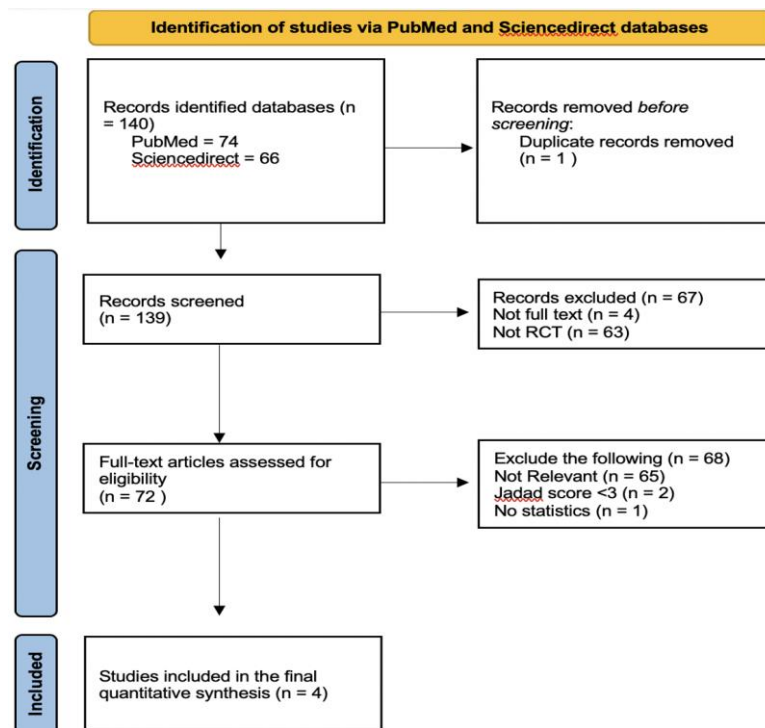 Identification of studies via PubMed and Sciencedirect databases
Identification
Records identified databases (n
= 140)
PubMed = 74
Sciencedirect = 66
Records removed before
screening:
Duplicate records removed
(n = 1 )
Screening
Records screened
(n = 139)
Records excluded (n = 67)
Not full text (n = 4)
Not RCT (n = 63)
Full-text articles assessed for
eligibility
(n = 72 )
Exclude the following (n = 68)
Not Relevant (n = 65)
Jadad score <3 (n = 2)
No statistics (n = 1)
Included
Studies included in the final
quantitative synthesis (n = 4)